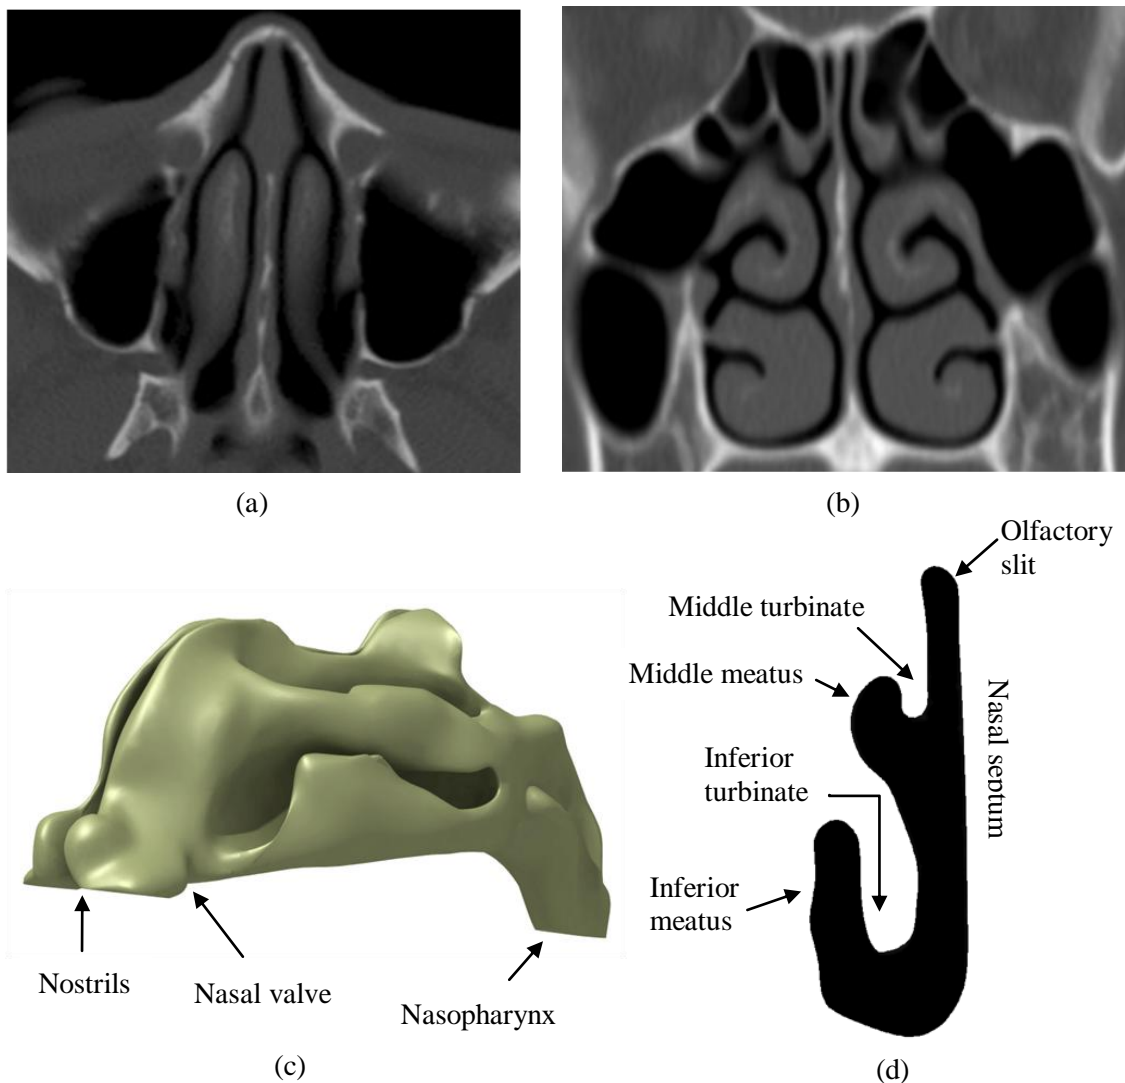 (a)
(b)
Olfactory
slit
Middle turbinate
Middle meatus
Nasal septum
Inferior
turbinate
Inferior
meatus
Nostrils
Nasal valve
Nasopharynx
(c)
(d)